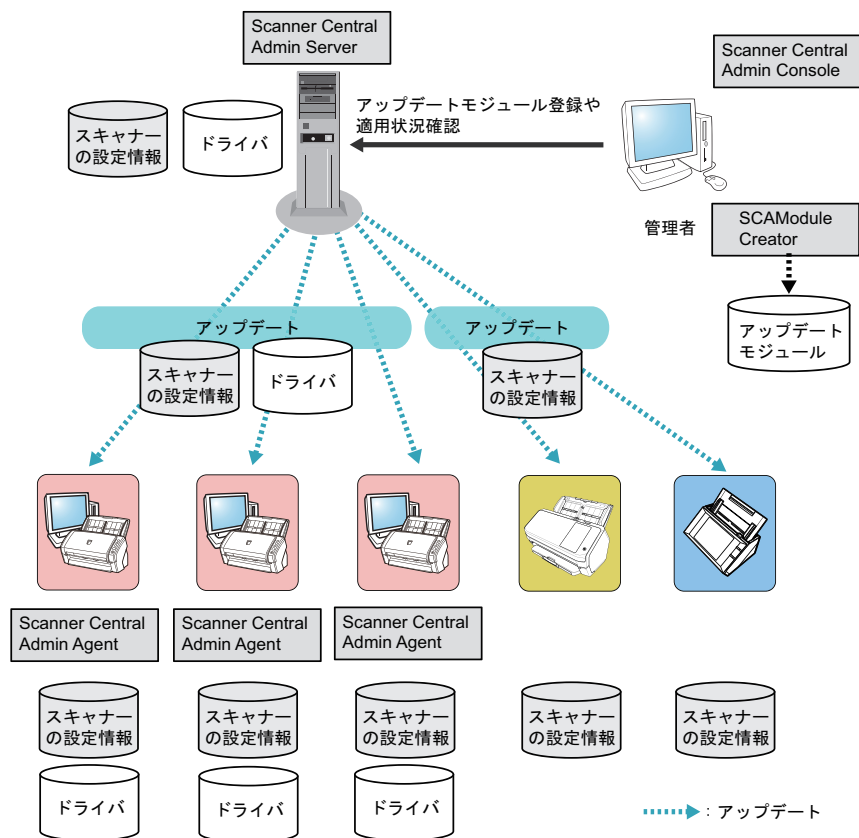 Scanner Central
Admin Server
Scanner Central
Admin Console
アップデートモジュール登録や
適用状況確認
スキャナー
の設定情報
ドライバ
管理者
SCAModule
Creator
アップデート
アップデート
アップデート
モジュール
スキャナー
の設定情報
ドライバ
スキャナー
の設定情報
Scanner Central
Admin Agent
Scanner Central
Admin Agent
Scanner Central
Admin Agent
スキャナー
の設定情報
スキャナー
の設定情報
スキャナー
の設定情報
スキャナー
の設定情報
スキャナー
の設定情報
ドライバ
ドライバ
ドライバ
：アップデート